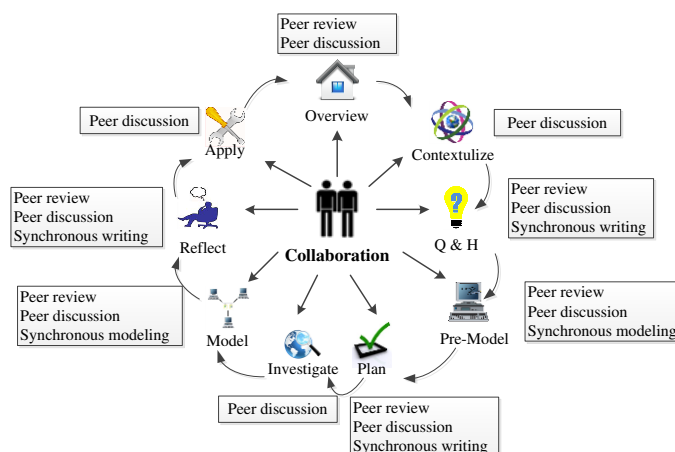 Peer review
Peer discussion
Overview
Peer discussion
Apply
Contextulize
Peer discussion
Peer review
Peer discussion
Synchronous writing
Reflect
Collaboration
Q & H
Peer review
Peer discussion
Synchronous writing
Peer review
Peer discussion
Synchronous modeling
Model
Investigate
Plan
Pre-Model
Peer review
Peer discussion
Synchronous modeling
Peer discussion
Peer review
Peer discussion
Synchronous writing